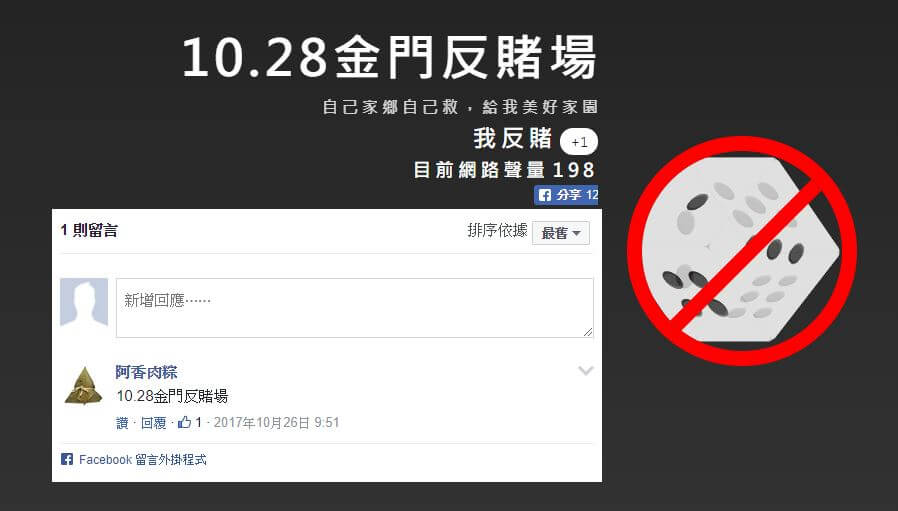 10.28金門反賭場
自己家鄉自己救，給我美好家園
我反賭 +1
目前網路聲量 198
分享 12
1 則留言
排序依據 最舊
新增回應......
阿香肉粽
10.28金門反賭場
讚 · 回覆 · 1 · 2017年10月26日 9:51
Facebook 留言外掛程式